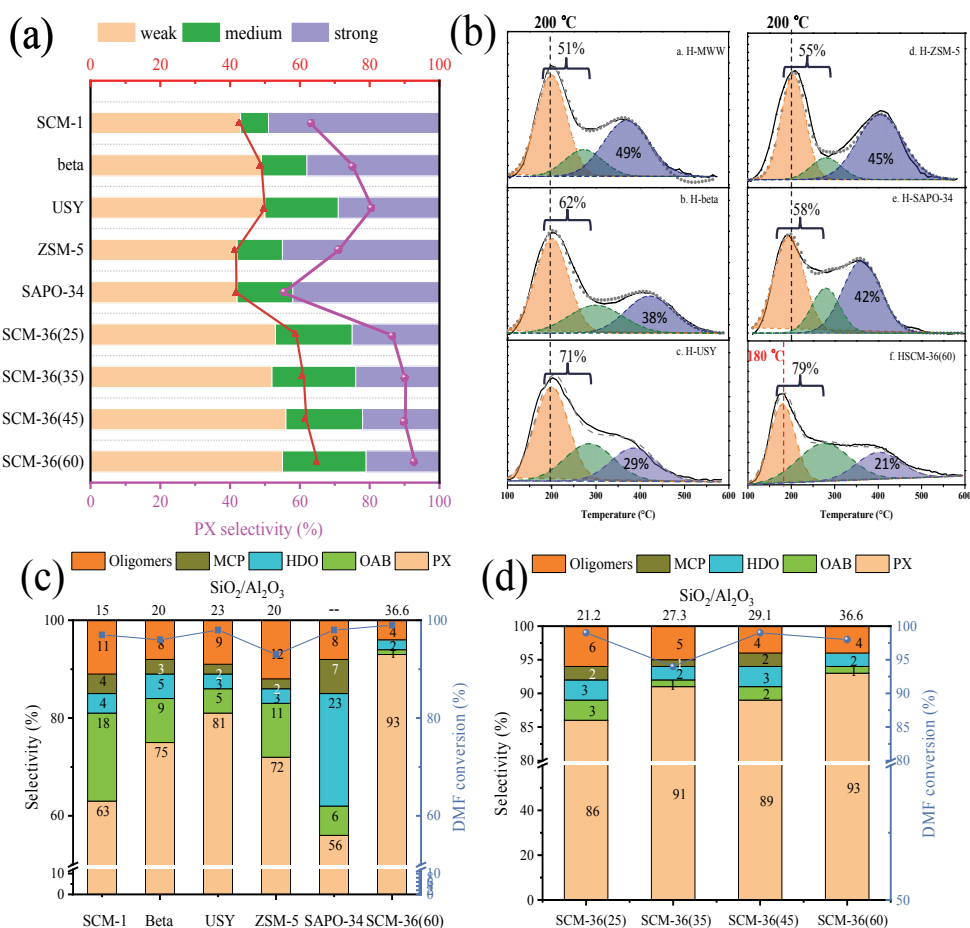 (a)
weak medium strong
0 20 40 60 80 100
SCM-1
beta
USY
ZSM-5
SAPO-34
SCM-36(25)
SCM-36(35)
SCM-36(45)
SCM-36(60)
0 20 40 60 80 100
PX selectivity (%)
(b)
200 ℃
51%
a. H-MWW
49%
62%
b. H-beta
38%
71%
c. H-USY
29%
100 200 300 400 500 600
Temperature (°C)
200 ℃
55%
d. H-ZSM-5
45%
58%
e. H-SAPO-34
42%
180 ℃
79%
f. HSCM-36(60)
21%
100 200 300 400 500 600
Temperature (°C)
(c)
Oligomers MCP HDO OAB PX
SiO2/Al2O3
15 20 23 20 -- 36.6
Selectivity (%)
100
80
60
10
0
11 4 4 18 63
8 3 5 9 75
9 2 3 5 81
12 2 3 11 72
8 7 23 6 56
4 2 1 93
100
80
60
DMF conversion (%)
SCM-1 Beta USY ZSM-5 SAPO-34 SCM-36(60)
(d)
Oligomers MCP HDO OAB PX
SiO2/Al2O3
21.2 27.3 29.1 36.6
Selectivity (%)
100
95
90
85
80
40
20
0
6 2 3 3 86
5 1 2 1 91
4 2 3 2 89
4 2 1 93
100
95
90
85
80
50
DMF conversion (%)
SCM-36(25) SCM-36(35) SCM-36(45) SCM-36(60)